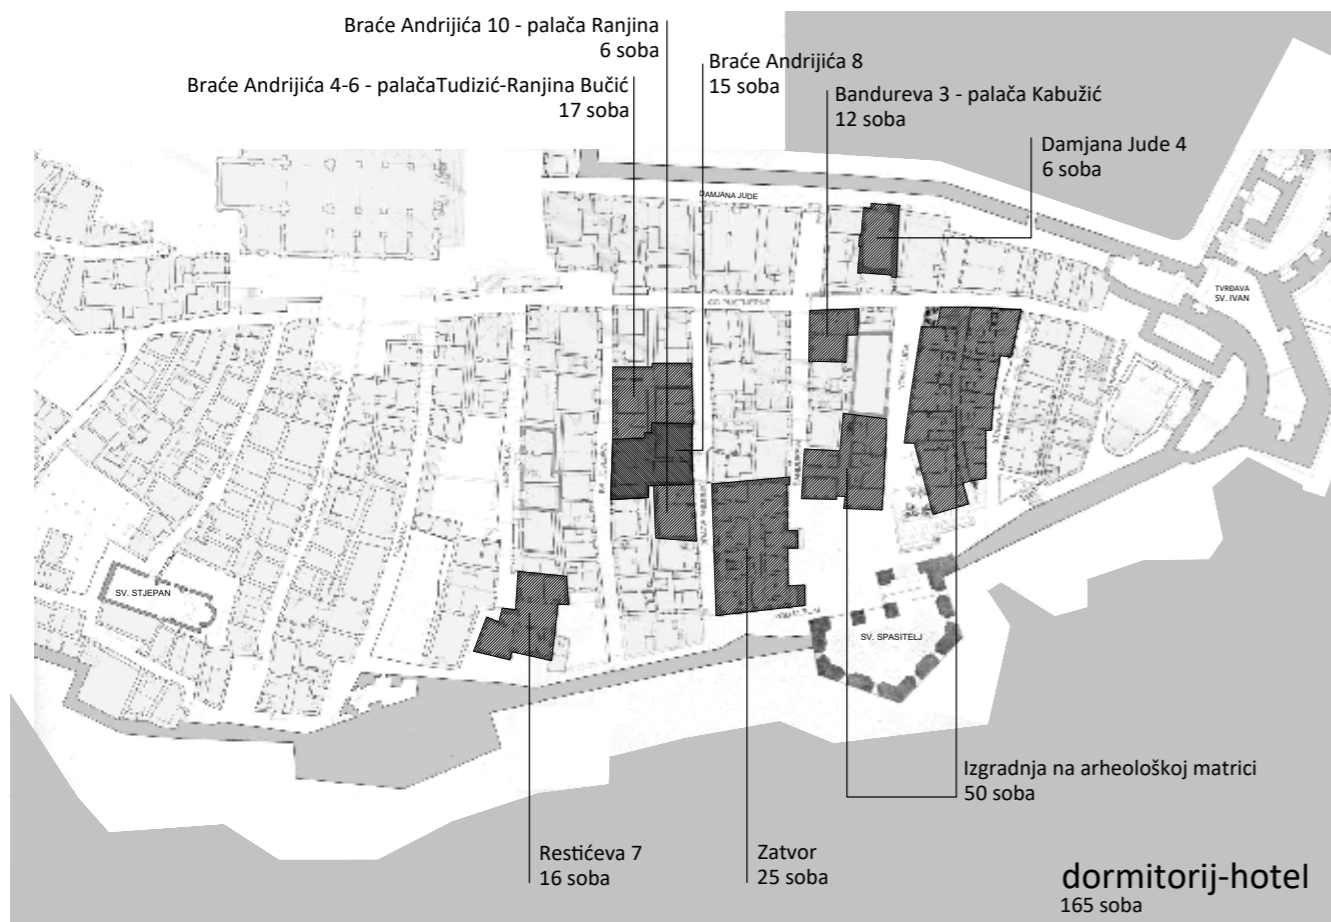 Braće Andrijića 10 - palača Ranjina
6 soba
Braće Andrijića 4-6 - palačaTudizić-Ranjina Bučić
17 soba
Braće Andrijića 8
15 soba
Bandureva 3 - palača Kabužić
12 soba
Damjana Jude 4
6 soba
DAMJANA JUDE
TVRĐAVA
SV. IVAN
SV. STJEPAN
SV. SPASITELJ
Izgradnja na arheološkoj matrici
50 soba
Restićeva 7
16 soba
Zatvor
25 soba
dormitorij-hotel
165 soba